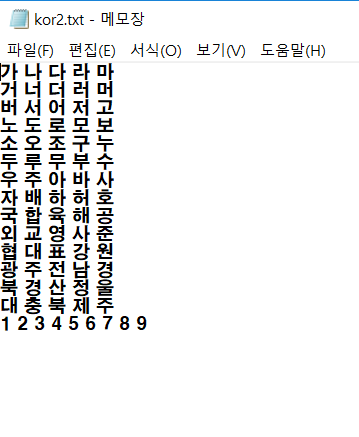 kor2.txt - 메모장
파일(F) 편집(E) 서식(O) 보기(V) 도움말(H)
가 나 다 라 마
거 너 더 러 머
버 서 어 저 고
노 도 로 모 보
소 오 조 구 누
두 루 무 부 수
우 주 아 바 사
자 배 하 허 호
국 합 육 해 공
외 교 영 사 준
협 대 표 강 원
광 주 전 남 경
북 경 산 정 울
대 충 북 제 주
1 2 3 4 5 6 7 8 9